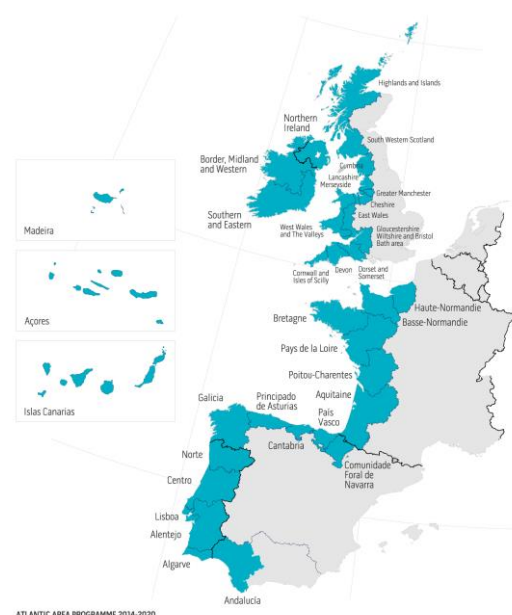 Highlands and Islands
Northern
Ireland
South Western Scotland
Border, Midland
and Western
Cumbria
Lancashire
Merseyside
Greater Manchester
Cheshire
East Wales
Madeira
Southern
and Eastern
West Wales
and The Valleys
Gloucestershire
Wiltshire and Bristol
Bath area
Cornwall and
Isles of Scilly
Devon
Dorset and
Somerset
Açores
Haute-Normandie
Bretagne
Basse-Normandie
Pays de la Loire
Poitou-Charentes
Islas Canarias
Galicia
Principado
de Asturias
Aquitaine
País
Vasco
Cantabria
Norte
Comunidade
Foral de
Navarra
Centro
Lisboa
Alentejo
Algarve
Andalucía
ATLANTIC AREA PROGRAMME 2014-2020